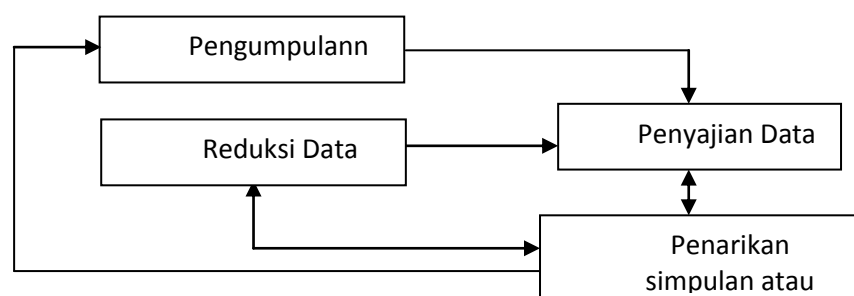 Pengumpulann
Penyajian Data
Reduksi Data
Penarikan
simpulan atau